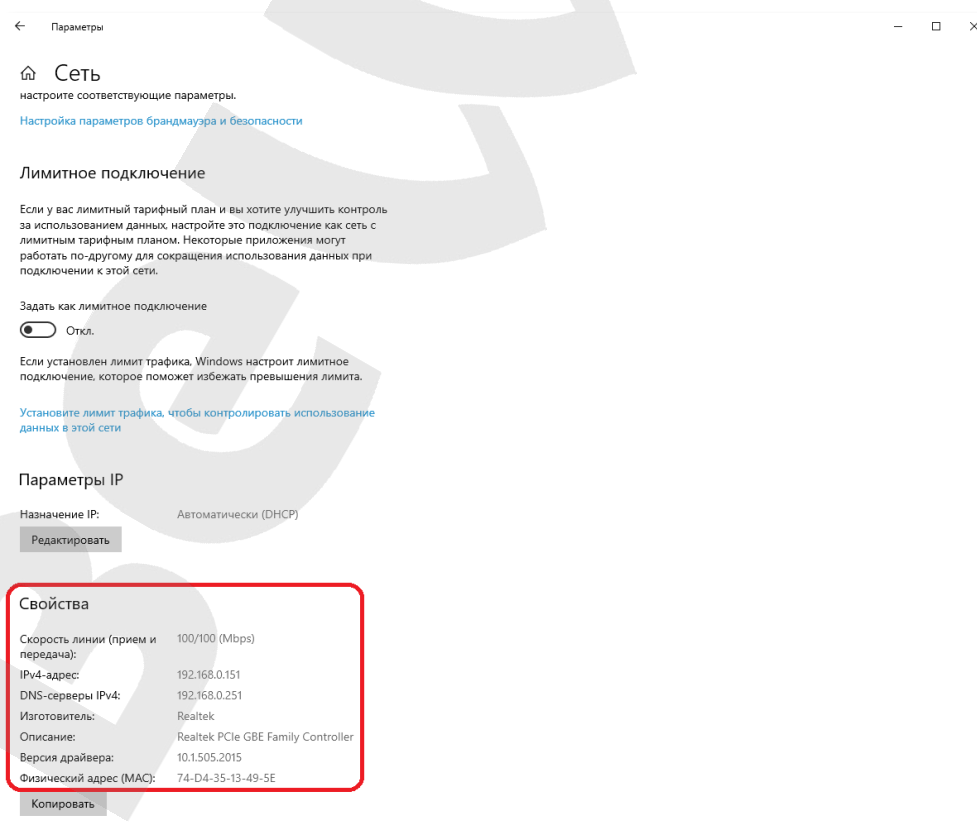 Параметры
Сеть
настроите соответствующие параметры.
Настройка параметров брандмауэра и безопасности
Лимитное подключение
Если у вас лимитный тарифный план и вы хотите улучшить контроль
за использованием данных, настройте это подключение как сеть с
лимитным тарифным планом. Некоторые приложения могут
работать по-другому для сокращения использования данных при
подключении к этой сети.
Задать как лимитное подключение
Откл.
Если установлен лимит трафика, Windows настроит лимитное
подключение, которое поможет избежать превышения лимита.
Установите лимит трафика, чтобы контролировать использование
данных в этой сети
Параметры IP
Назначение IP: Автоматически (DHCP)
Редактировать
Свойства
Скорость линии (прием и 100/100 (Mbps)
передача):
IPv4-адрес: 192.168.0.151
DNS-серверы IPv4: 192.168.0.251
Изготовитель: Realtek
Описание: Realtek PCIe GBE Family Controller
Версия драйвера: 10.1.505.2015
Физический адрес (MAC): 74-D4-35-13-49-5E
Копировать